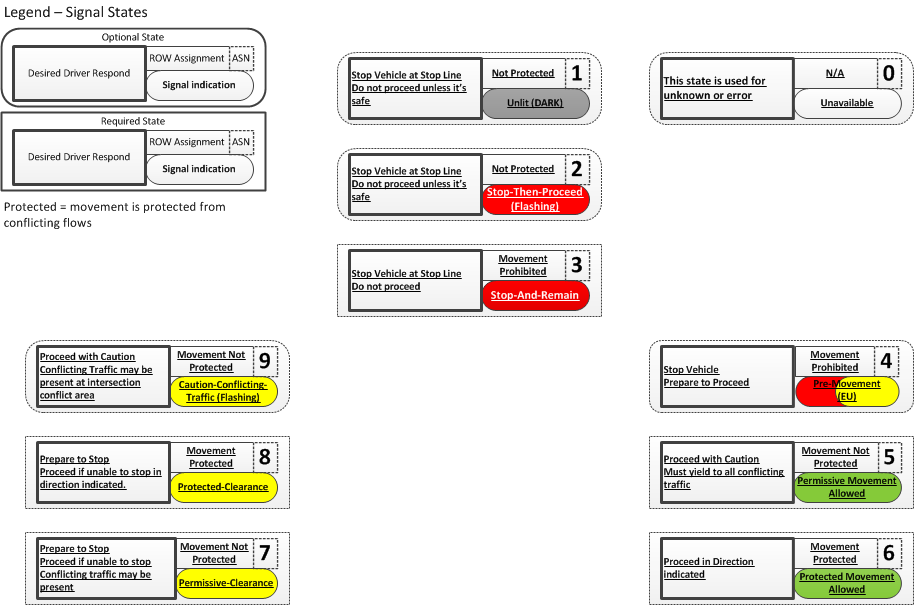 Legend – Signal States
Optional State
Desired Driver Respond
ROW Assignment
ASN
Signal indication
Required State
Desired Driver Respond
ROW Assignment
ASN
Signal indication
Protected = movement is protected from
conflicting flows
Stop Vehicle at Stop Line
Do not proceed unless it's
safe
Not Protected
1
Unlit (DARK)
This state is used for
unknown or error
N/A
0
Unavailable
Stop Vehicle at Stop Line
Do not proceed unless it's
safe
Not Protected
2
Stop-Then-Proceed
(Flashing)
Stop Vehicle at Stop Line
Do not proceed
Movement
Prohibited
3
Stop-And-Remain
Proceed with Caution
Conflicting Traffic may be
present at intersection
conflict area
Movement Not
Protected
9
Caution-Conflicting-
Traffic (Flashing)
Stop Vehicle
Prepare to Proceed
Movement
Prohibited
4
Pre-Movement
(EU)
Prepare to Stop
Proceed if unable to stop in
direction indicated.
Movement
Protected
8
Protected-Clearance
Proceed with Caution
Must yield to all conflicting
traffic
Movement Not
Protected
5
Permissive Movement
Allowed
Prepare to Stop
Proceed if unable to stop
Conflicting traffic may be
present
Movement Not
Protected
7
Permissive-Clearance
Proceed in Direction
indicated
Movement
Protected
6
Protected Movement
Allowed